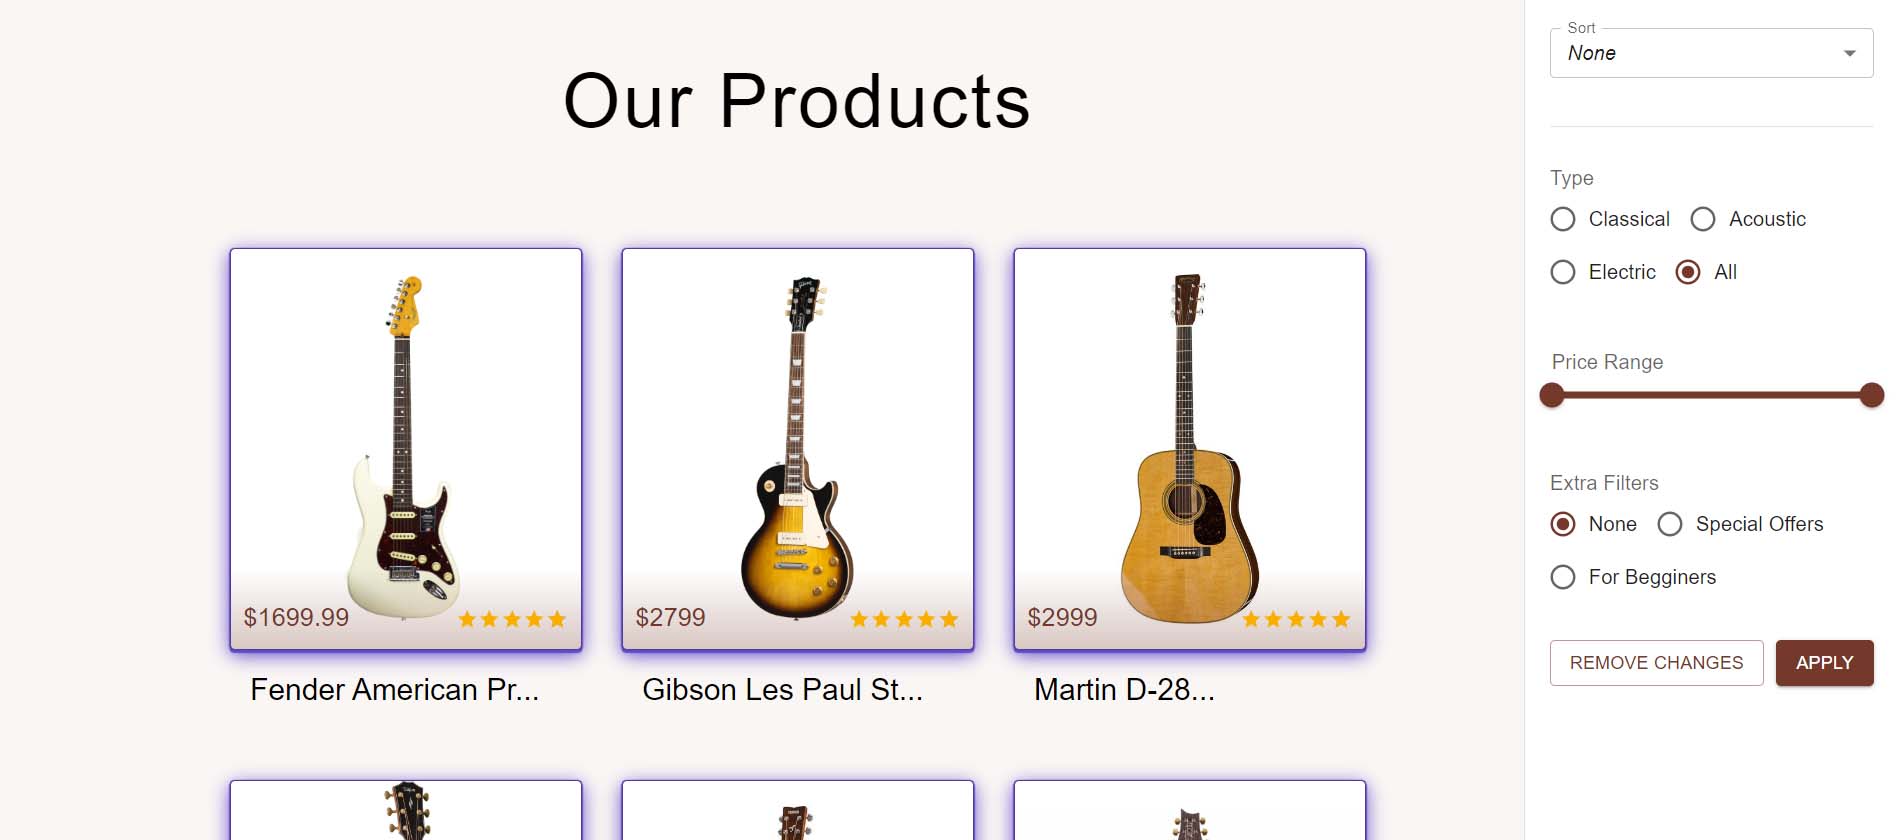 Our Products
$1699.99
Fender American Pr...
$2799
Gibson Les Paul St...
$2999
Martin D-28...
Sort
None
Type
Classical Acoustic
Electric All
Price Range
Extra Filters
None Special Offers
For Begginers
REMOVE CHANGES APPLY